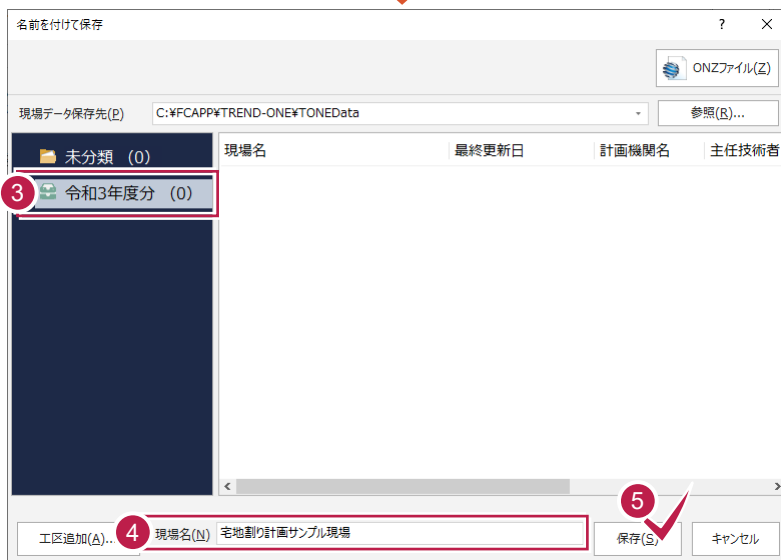 名前を付けて保存
ONZファイル(Z)
現場データ保存先(P) C:¥FCAPP¥TREND-ONE¥TONEData 参照(R)...
未分類 (0)
現場名 最終更新日 計画機関名 主任技術者
3 令和3年度分 (0)
5
工区追加(A)... 4 現場名(N) 宅地割り計画サンプル現場 保存(S) キャンセル